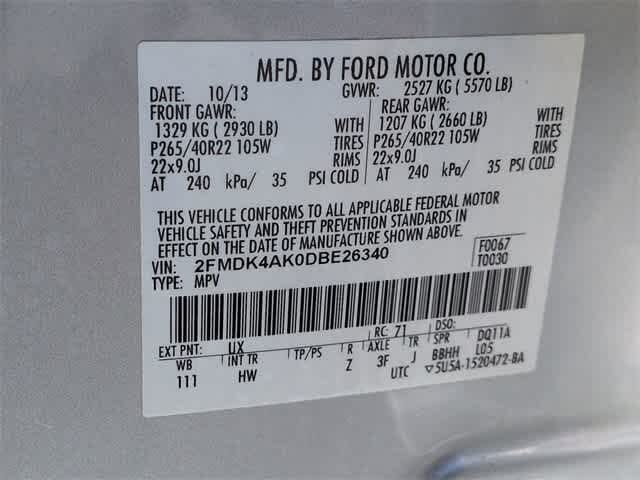 MFD. BY FORD MOTOR CO.
DATE: 10/13 GVWR: 2527 KG ( 5570 LB)
FRONT GAWR: REAR GAWR:
1329 KG ( 2930 LB) WITH 1207 KG ( 2660 LB) WITH
P265/40R22 105W TIRES P265/40R22 105W TIRES
22x9.0J RIMS 22x9.0J RIMS
AT 240 kPa/ 35 PSI COLD AT 240 kPa/ 35 PSI COLD
THIS VEHICLE CONFORMS TO ALL APPLICABLE FEDERAL MOTOR
VEHICLE SAFETY AND THEFT PREVENTION STANDARDS IN
EFFECT ON THE DATE OF MANUFACTURE SHOWN ABOVE.
VIN: 2FMDK4AK0DBE26340 F0067
TYPE: MPV T0030
EXT PNT: UX RC: Z1 DSO:
WB INT TR TP/PS R AXLE TR SPR DQ11A
111 HW Z 3F J BBHH L05
UTC ▽5U5A-1520472-BA